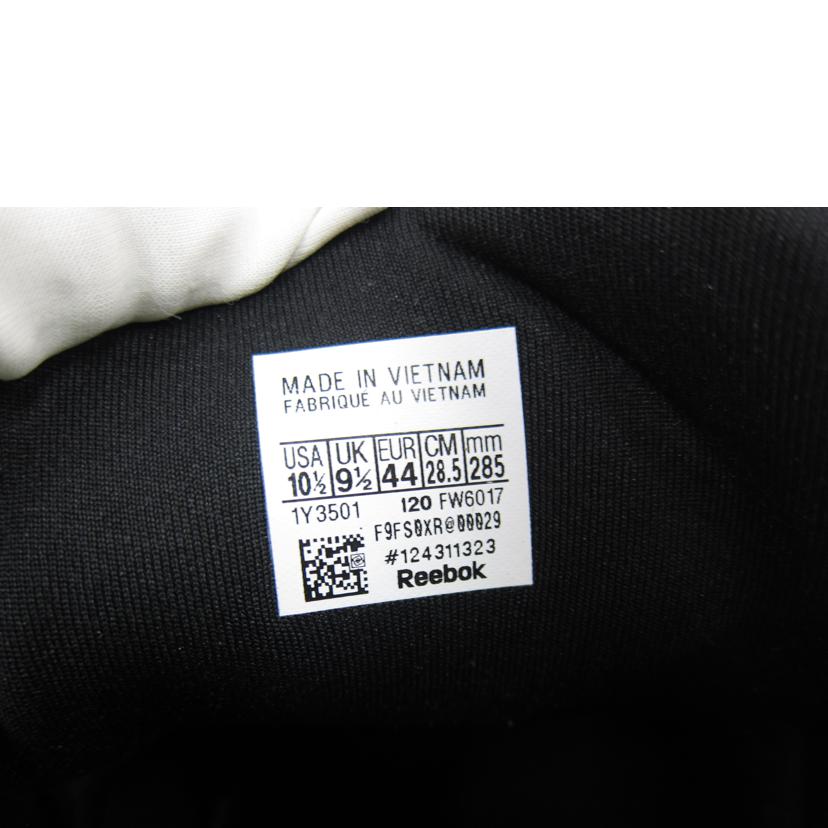 MADE IN VIETNAM
FABRIQUÉ AU VIETNAM
USA UK EUR CM mm
10½ 9½ 44 28.5 285
1Y3501 120 FW6017
F9FS0XR@00029
#124311323
Reebok